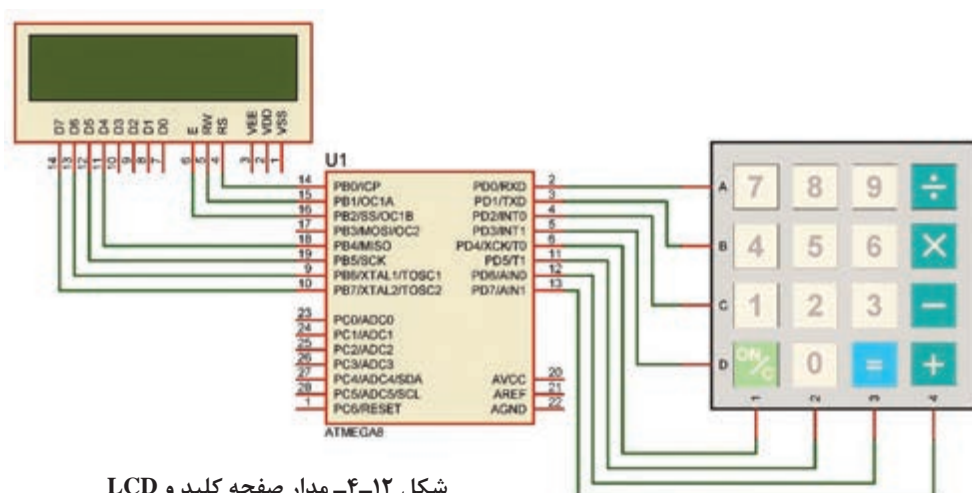 D7 D6 D5 D4 D3 D2 D1 D0 E RW RS VEE VDD VSS
14 13 12 11 10 9 8 7 6 5 4 3 2 1
U1
14 PB0/ICP PD0/RXD 2
15 PB1/OC1A PD1/TXD 3
16 PB2/SS/OC1B PD2/INT0 4
17 PB3/MOSI/OC2 PD3/INT1 5
18 PB4/MISO PD4/XCK/T0 6
19 PB5/SCK PD5/T1 11
9 PB6/XTAL1/TOSC1 PD6/AIN0 12
10 PB7/XTAL2/TOSC2 PD7/AIN1 13
23 PC0/ADC0
24 PC1/ADC1
25 PC2/ADC2
26 PC3/ADC3
27 PC4/ADC4/SDA AVCC 20
28 PC5/ADC5/SCL AREF 21
1 PC6/RESET AGND 22
ATMEGA8
A 7 8 9 ÷
B 4 5 6 ×
C 1 2 3 −
D ON/C 0 = +
1 2 3 4
شکل ۱۲-۴- مدار صفحه کلید و LCD